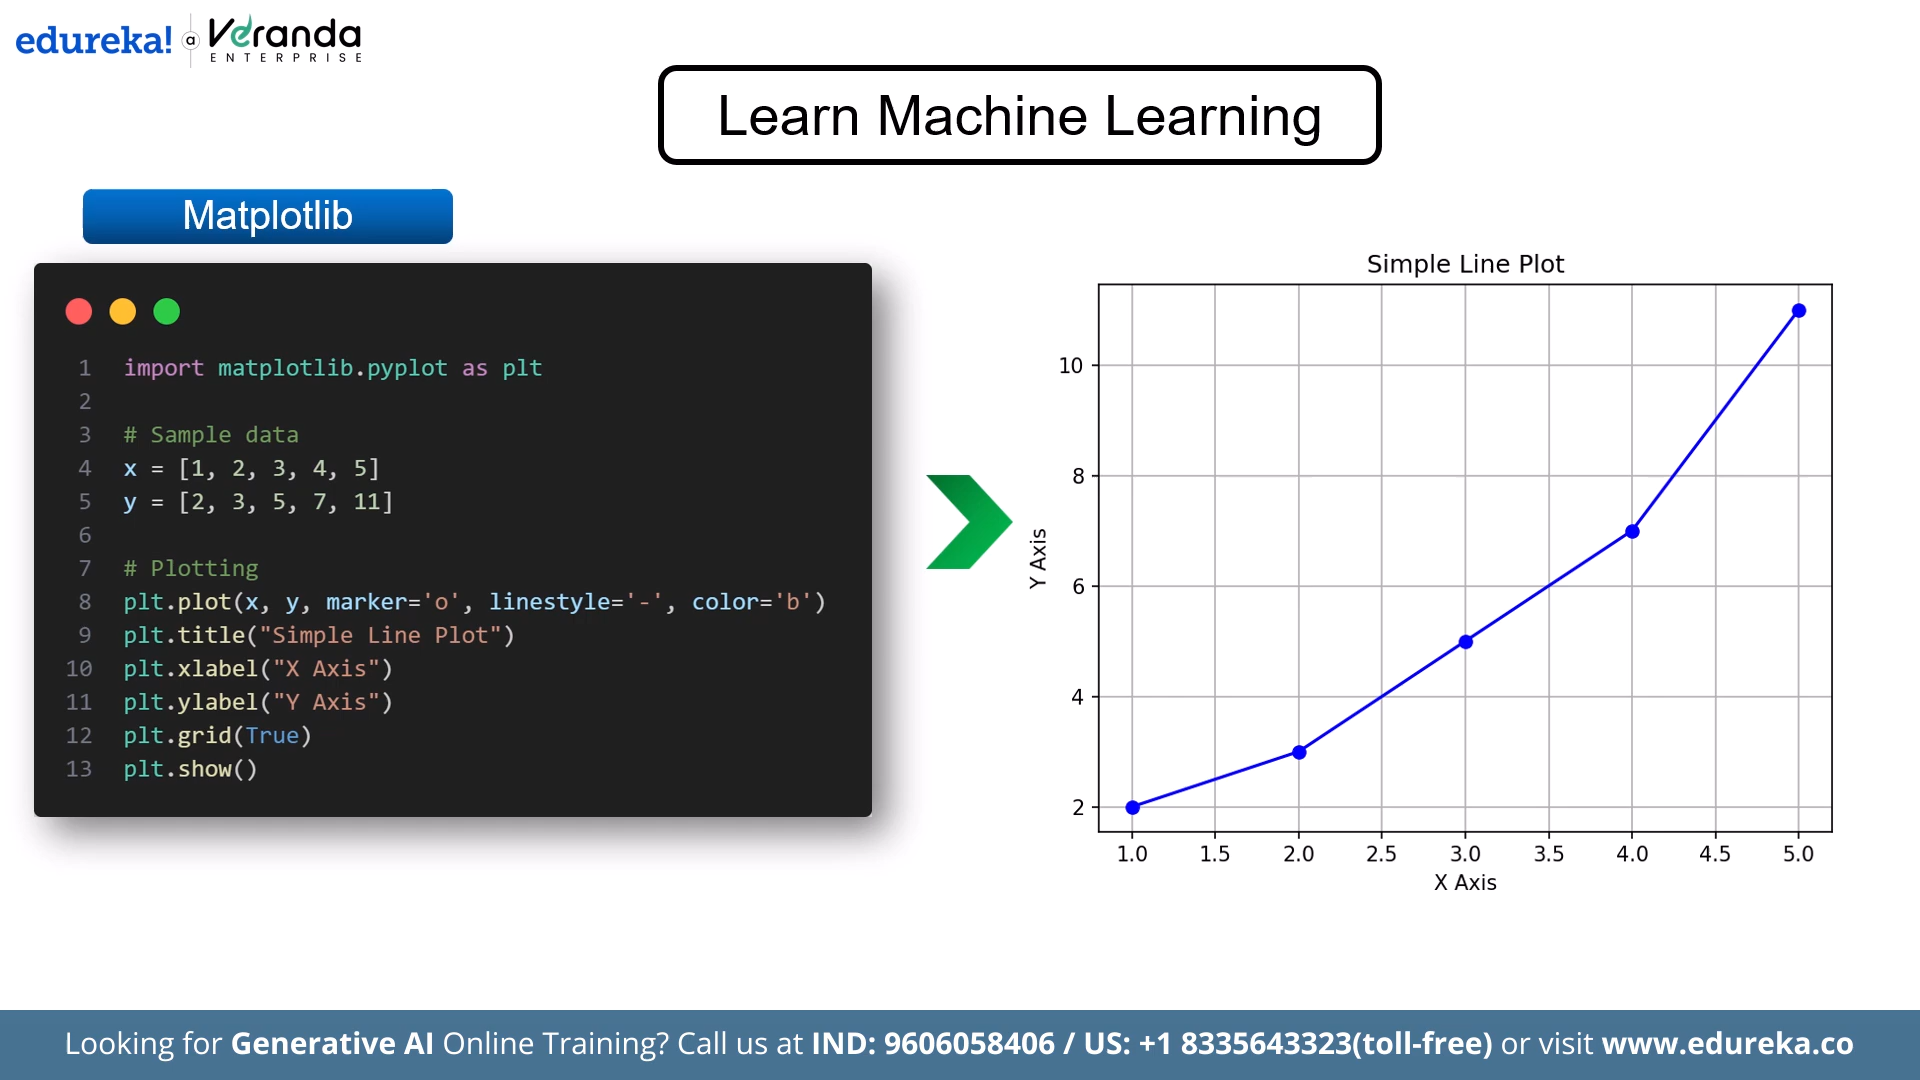 edureka! a Veranda
ENTERPRISE
Learn Machine Learning
Matplotlib
1 import matplotlib.pyplot as plt
2
3 # Sample data
4 x = [1, 2, 3, 4, 5]
5 y = [2, 3, 5, 7, 11]
6
7 # Plotting
8 plt.plot(x, y, marker='o', linestyle='-', color='b')
9 plt.title("Simple Line Plot")
10 plt.xlabel("X Axis")
11 plt.ylabel("Y Axis")
12 plt.grid(True)
13 plt.show()
Simple Line Plot
10
8
6
4
2
Y Axis
1.0 1.5 2.0 2.5 3.0 3.5 4.0 4.5 5.0
X Axis
Looking for Generative AI Online Training? Call us at IND: 9606058406 / US: +1 8335643323(toll-free) or visit www.edureka.co